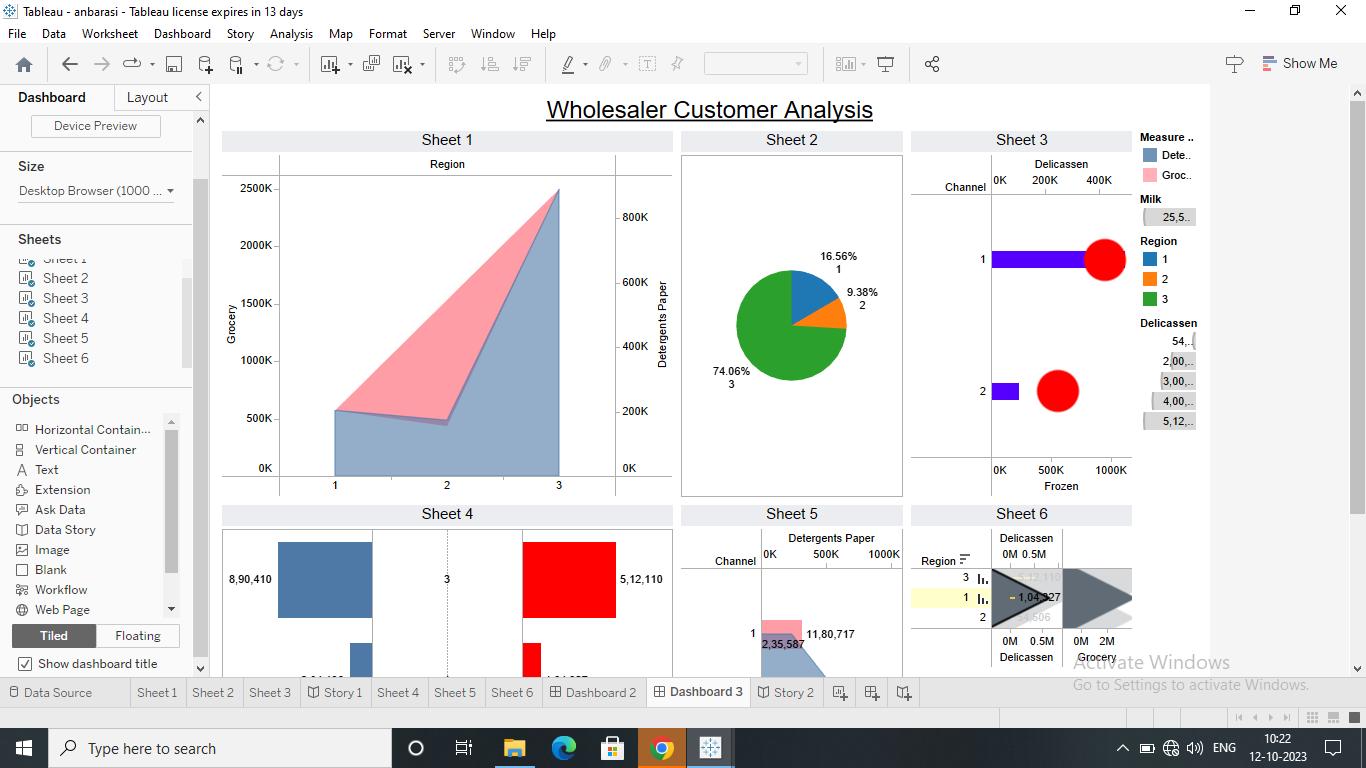 Tableau - anbarasi - Tableau license expires in 13 days
File Data Worksheet Dashboard Story Analysis Map Format Server Window Help
Show Me
Dashboard Layout
Device Preview
Size
Desktop Browser (1000 ...
Sheets
Sheet 1
Sheet 2
Sheet 3
Sheet 4
Sheet 5
Sheet 6
Objects
Horizontal Contain...
Vertical Container
Text
Extension
Ask Data
Data Story
Image
Blank
Workflow
Web Page
Tiled Floating
Show dashboard title
Wholesaler Customer Analysis
Sheet 1
Region
2500K
2000K
1500K
1000K
500K
0K
Grocery
800K
600K
400K
200K
0K
Detergents Paper
1 2 3
Sheet 2
16.56%
1
9.38%
2
74.06%
3
Sheet 3
Delicassen
Channel 0K 200K 400K
1
2
0K 500K 1000K
Frozen
Measure ..
Dete..
Groc..
Milk
25,5..
Region
1
2
3
Delicassen
54,..
2,00,..
3,00,..
4,00,..
5,12,..
Sheet 4
8,90,410 3 5,12,110
Sheet 5
Detergents Paper
Channel 0K 500K 1000K
1 11,80,717
2,35,587
Sheet 6
Delicassen
Region 0M 0.5M
3 5,12,110
1 1,04,327
2 54,506
0M 0.5M 0M 2M
Delicassen Grocery
Activate Windows
Go to Settings to activate Windows.
Data Source Sheet 1 Sheet 2 Sheet 3 Story 1 Sheet 4 Sheet 5 Sheet 6 Dashboard 2 Dashboard 3 Story 2
Type here to search
ENG
10:22
12-10-2023